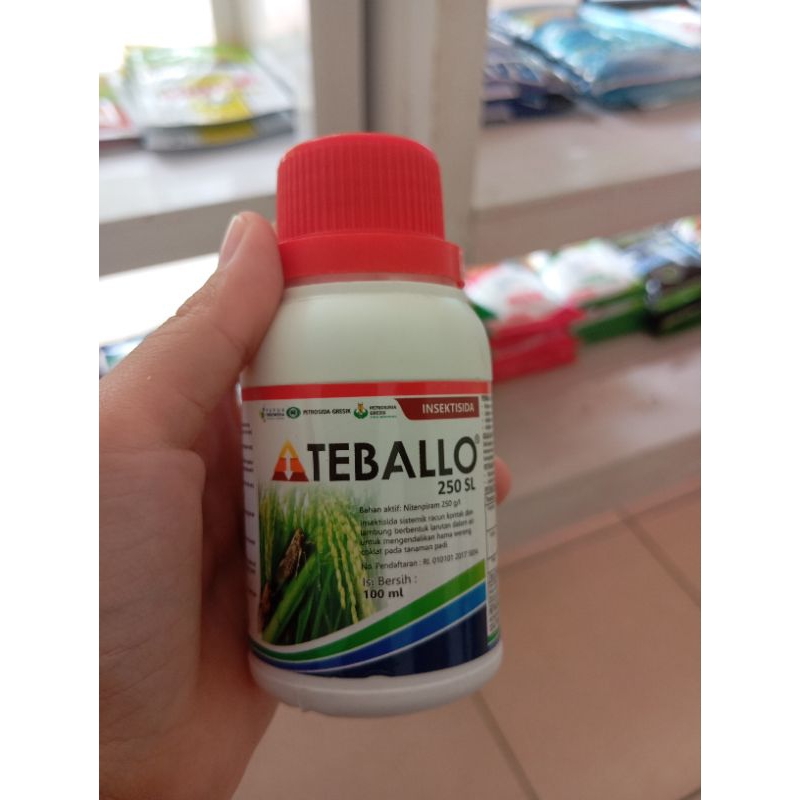 PETROSIDA-GRESIK
PETROKIMIA
GRESIK
INSEKTISIDA
TEBALLO®
250 SL
Bahan aktif: Nitenpiram 250 g/l
Insektisida sistemik racun kontak dan
lambung berbentuk larutan dalam air
untuk mengendalikan hama wereng
coklat pada tanaman padi.
No. Pendaftaran : RI. 010101 2017
Isi Bersih :
100 ml